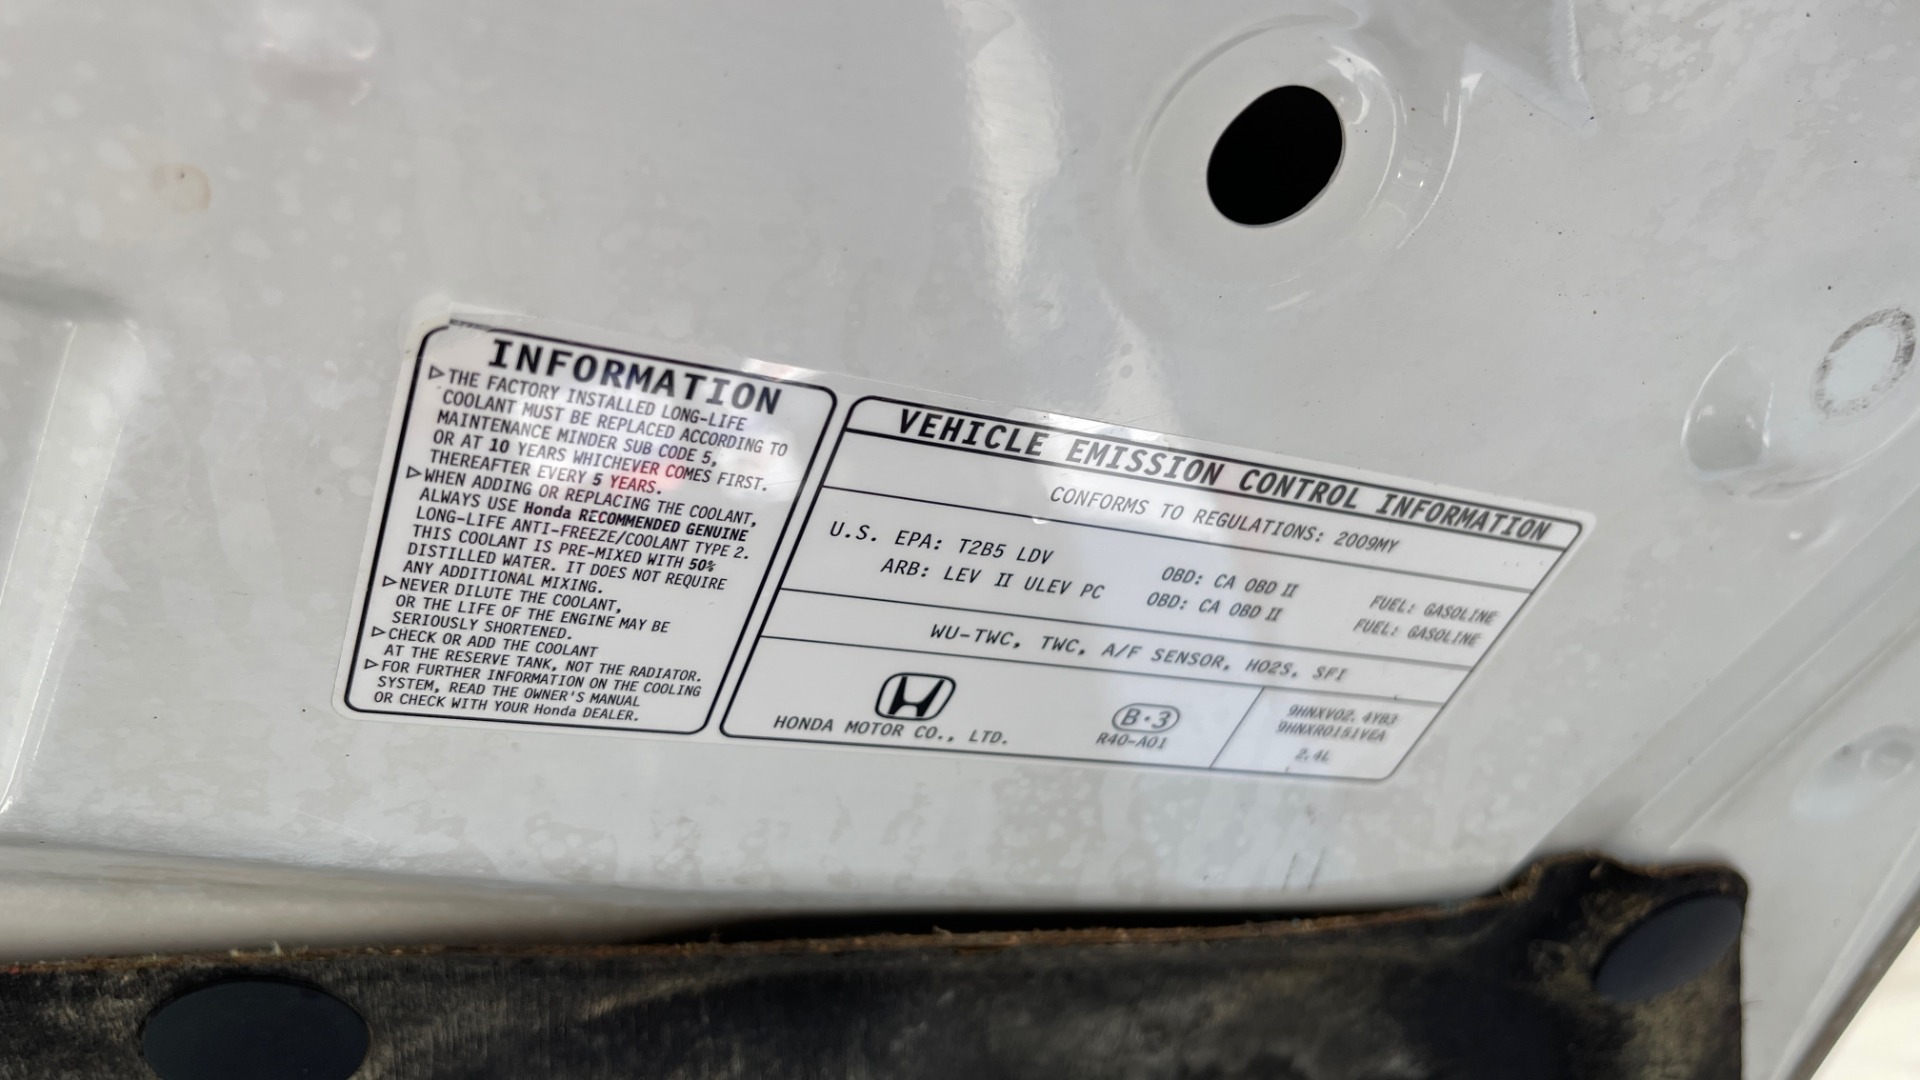 INFORMATION
▷THE FACTORY INSTALLED LONG-LIFE
COOLANT MUST BE REPLACED ACCORDING TO
MAINTENANCE MINDER SUB CODE 5,
OR AT 10 YEARS WHICHEVER COMES FIRST.
THEREAFTER EVERY 5 YEARS.
▷WHEN ADDING OR REPLACING THE COOLANT,
ALWAYS USE Honda RECOMMENDED GENUINE
LONG-LIFE ANTI-FREEZE/COOLANT TYPE 2.
THIS COOLANT IS PRE-MIXED WITH 50%
DISTILLED WATER. IT DOES NOT REQUIRE
ANY ADDITIONAL MIXING.
▷NEVER DILUTE THE COOLANT,
OR THE LIFE OF THE ENGINE MAY BE
SERIOUSLY SHORTENED.
▷CHECK OR ADD THE COOLANT
AT THE RESERVE TANK, NOT THE RADIATOR.
▷FOR FURTHER INFORMATION ON THE COOLING
SYSTEM, READ THE OWNER'S MANUAL
OR CHECK WITH YOUR Honda DEALER.
VEHICLE EMISSION CONTROL INFORMATION
CONFORMS TO REGULATIONS: 2009MY
U.S. EPA: T2B5 LDV OBD: CA OBD II FUEL: GASOLINE
ARB: LEV II ULEV PC OBD: CA OBD II FUEL: GASOLINE
WU-TWC, TWC, A/F SENSOR, HO2S, SFI
HONDA MOTOR CO., LTD.
B·3
R40-A01
9HNXV02.4YB3
9HNXR0151VEA
2.4L